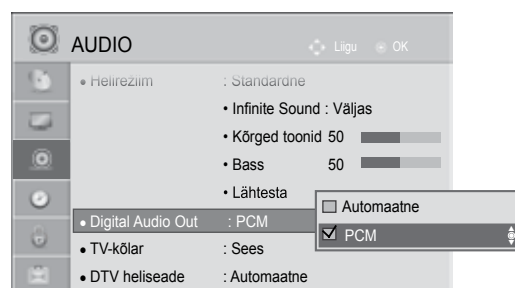 AUDIO
Liigu
OK
• Helirežiim : Standardne
• Infinite Sound : Väljas
• Kõrged toonid 50
• Bass 50
• Lähtesta
• Digital Audio Out : PCM
• TV-kõlar : Sees
• DTV heliseade : Automaatne
Automaatne
PCM